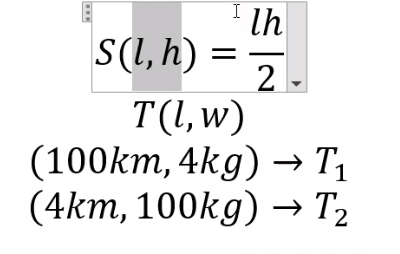 S(l, h) = lh/2
T(l, w)
(100km, 4kg) → T₁
(4km, 100kg) → T₂